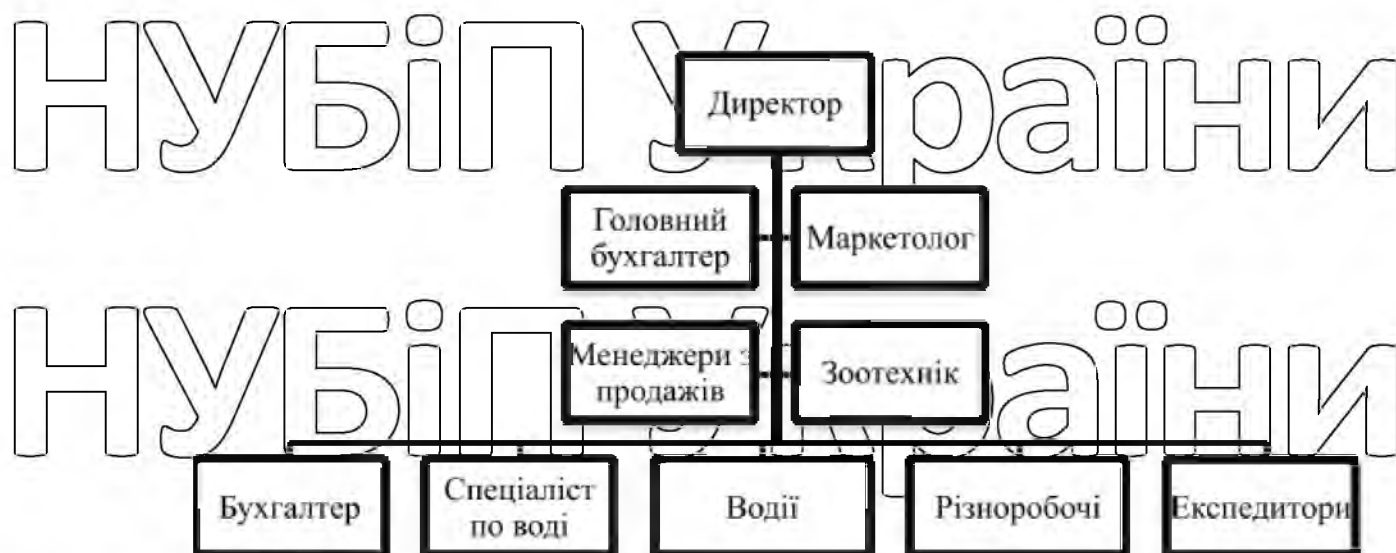 НУБіП України
Директор
Головний
бухгалтер
Маркетолог
НУБіП України
Менеджери з
продажів
Зоотехнік
Бухгалтер
Спеціаліст
по воді
Водії
Різноробочі
Експедитори